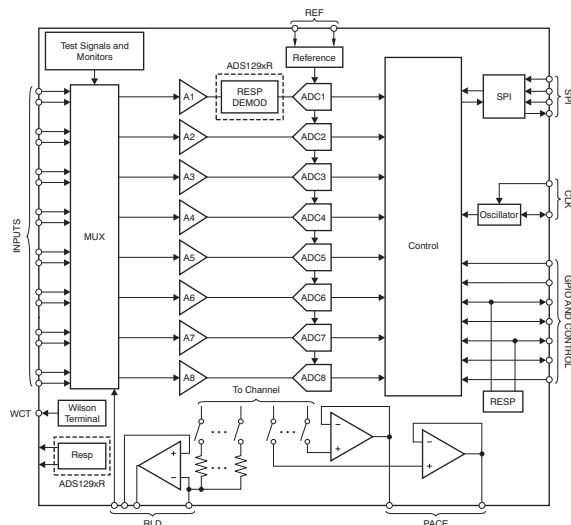 REF
Test Signals and
Monitors
ADS129xR
Reference
A1
RESP
DEMOD
ADC1
SPI
SPI
A2
ADC2
A3
ADC3
CLK
A4
ADC4
Oscillator
INPUTS
MUX
Control
A5
ADC5
A6
ADC6
GPIO AND CONTROL
A7
ADC7
A8
ADC8
To Channel
RESP
WCT
Wilson
Terminal
Resp
ADS129xR
RLD
PACE